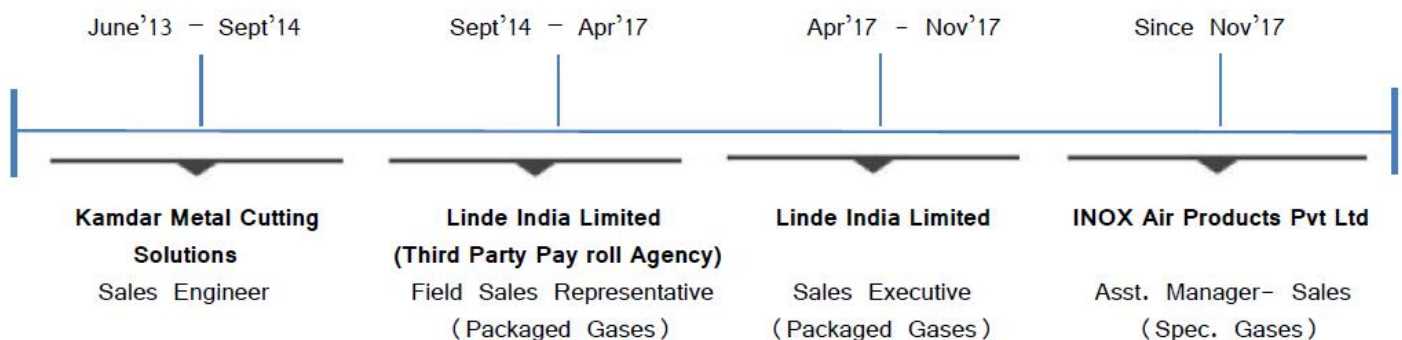 June'13 – Sept'14
Sept'14 – Apr'17
Apr'17 - Nov'17
Since Nov'17
Kamdar Metal Cutting
Solutions
Sales Engineer
Linde India Limited
(Third Party Pay roll Agency)
Field Sales Representative
(Packaged Gases)
Linde India Limited
Sales Executive
(Packaged Gases)
INOX Air Products Pvt Ltd
Asst. Manager- Sales
(Spec. Gases)